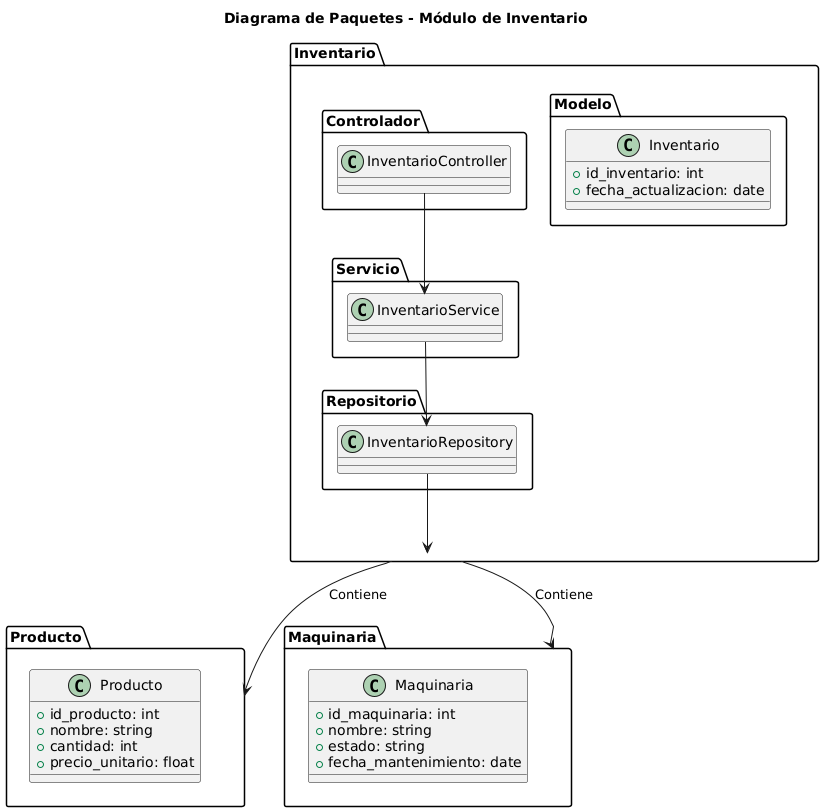 Diagrama de Paquetes - Módulo de Inventario
Inventario
Controlador
C InventarioController
Modelo
C Inventario
+ id_inventario: int
+ fecha_actualizacion: date
Servicio
C InventarioService
Repositorio
C InventarioRepository
Contiene
Contiene
Producto
C Producto
id_producto: int
nombre: string
cantidad: int
precio_unitario: float
Maquinaria
C Maquinaria
id_maquinaria: int
nombre: string
estado: string
fecha_mantenimiento: date